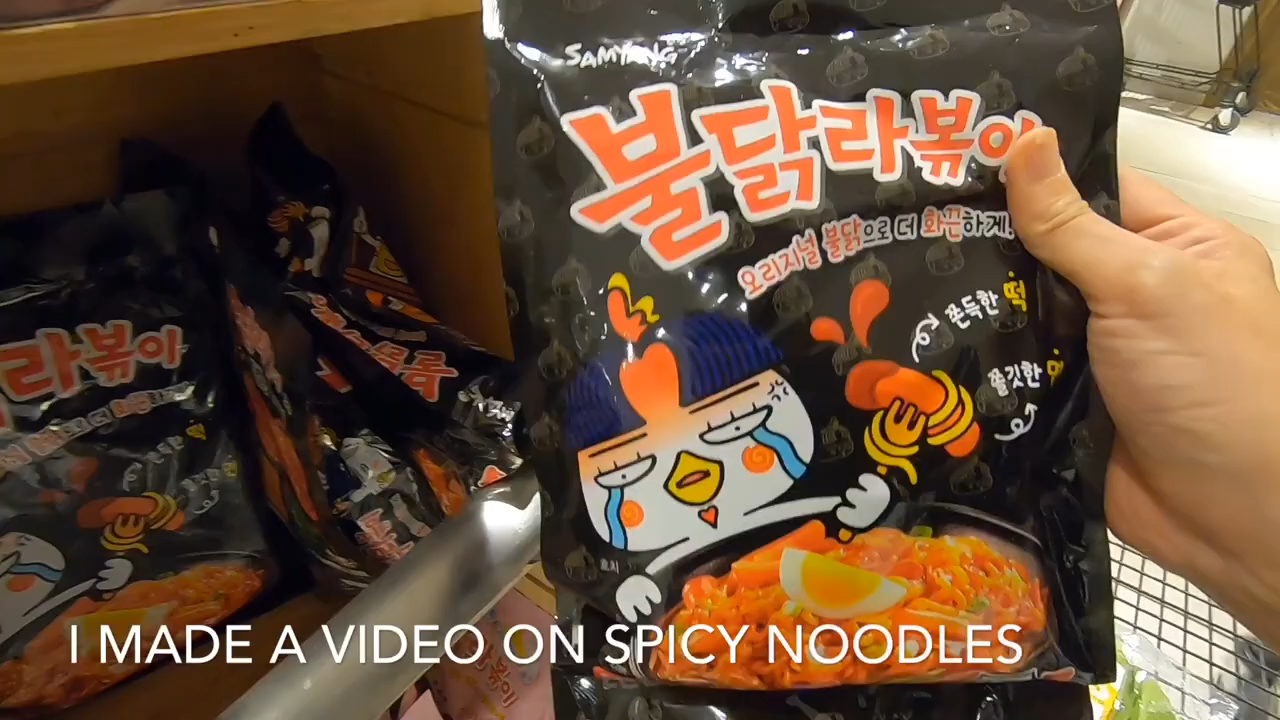 SAMYANG
불닭라볶이
오리지널 불닭으로 더 화끈하게!
쫀득한 떡
쫄깃한
라볶이
I MADE A VIDEO ON SPICY NOODLES